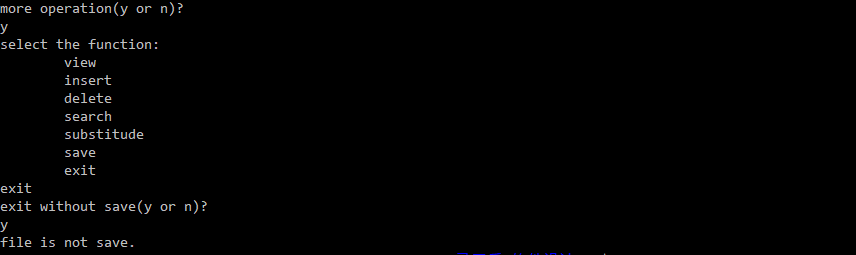 more operation(y or n)?
y
select the function:
view
insert
delete
search
substitude
save
exit
exit
exit without save(y or n)?
y
file is not save.